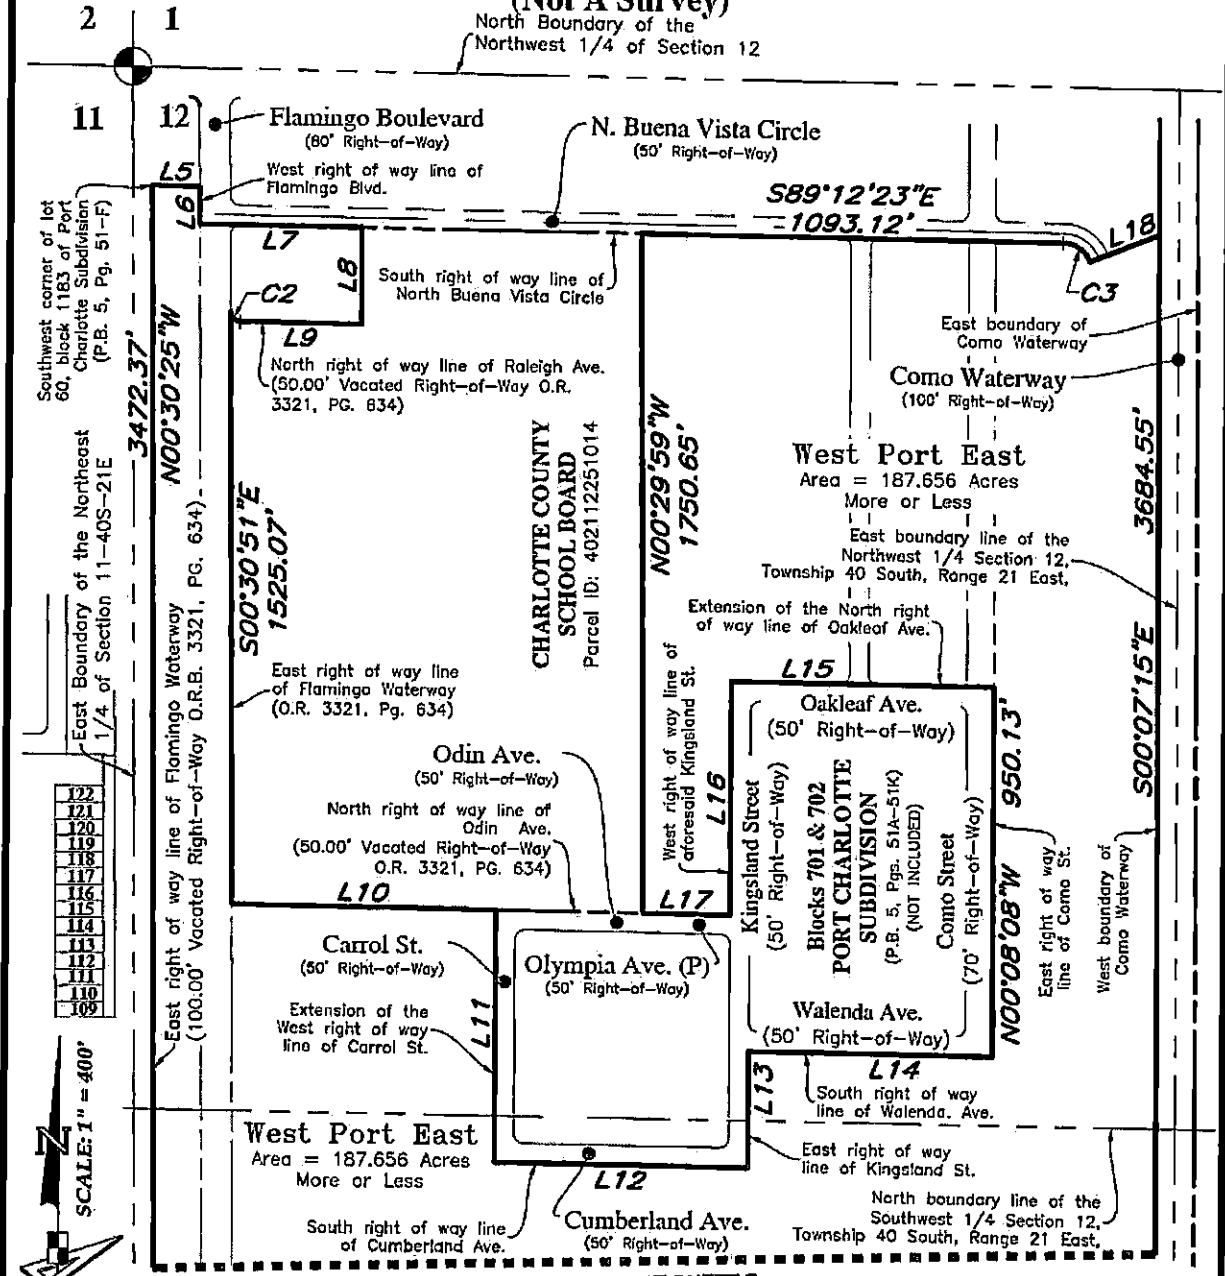 (Not A Survey)
2
1
North Boundary of the
Northwest 1/4 of Section 12
11
12
Flamingo Boulevard
(80' Right-of-Way)
N. Buena Vista Circle
(50' Right-of-Way)
L5
West right of way line of
Flamingo Blvd.
L6
S89°12'23"E
1093.12'
L18
Southwest corner of lot
60, block 1183 of Port
Charlotte Subdivision
(P.B. 5, Pg. 51-F)
L7
L8
South right of way line of
North Buena Vista Circle
C2
C3
L9
East boundary of
Como Waterway
North right of way line of Raleigh Ave.
(50.00' Vacated Right-of-Way O.R.
3321, PG. 634)
Como Waterway
(100' Right-of-Way)
3472.37'
N00°30'25"W
N00°29'59"W
1750.65'
CHARLOTTE COUNTY
SCHOOL BOARD
Parcel ID: 402112251014
West Port East
Area = 187.656 Acres
More or Less
3684.55'
S00°07'15"E
East Boundary of the Northeast
1/4 of Section 11-40S-21E
S00°30'51"E
1525.07'
East boundary line of the
Northwest 1/4 Section 12,
Township 40 South, Range 21 East,
Extension of the North right
of way line of Oakleaf Ave.
East right of way line of Flamingo Waterway
(100.00' Vacated Right-of-Way O.R.B. 3321, PG. 634)
East right of way line
of Flamingo Waterway
(O.R. 3321, Pg. 634)
West right of way line of
aforesaid Kingsland St.
L15
Oakleaf Ave.
(50' Right-of-Way)
L16
950.13'
N00°08'08"W
Odin Ave.
(50' Right-of-Way)
North right of way line of
Odin Ave.
(50.00' Vacated Right-of-Way
O.R. 3321, PG. 634)
Kingsland Street
(50' Right-of-Way)
Blocks 701 & 702
PORT CHARLOTTE
SUBDIVISION
(P.B. 5, Pgs. 51A-51K)
(NOT INCLUDED)
Como Street
(70' Right-of-Way)
East right of way
line of Como St.
West boundary of
Como Waterway
122
121
120
119
118
117
116
115
114
113
112
111
110
109
L10
L17
Carrol St.
(50' Right-of-Way)
Olympia Ave. (P)
(50' Right-of-Way)
Extension of the
West right of way
line of Carrol St.
L11
Walenda Ave.
(50' Right-of-Way)
L14
L13
South right of way
line of Walenda. Ave.
N
SCALE: 1" = 400'
West Port East
Area = 187.656 Acres
More or Less
East right of way
line of Kingsland St.
L12
North boundary line of the
Southwest 1/4 Section 12,
Township 40 South, Range 21 East,
South right of way line
of Cumberland Ave.
Cumberland Ave.
(50' Right-of-Way)